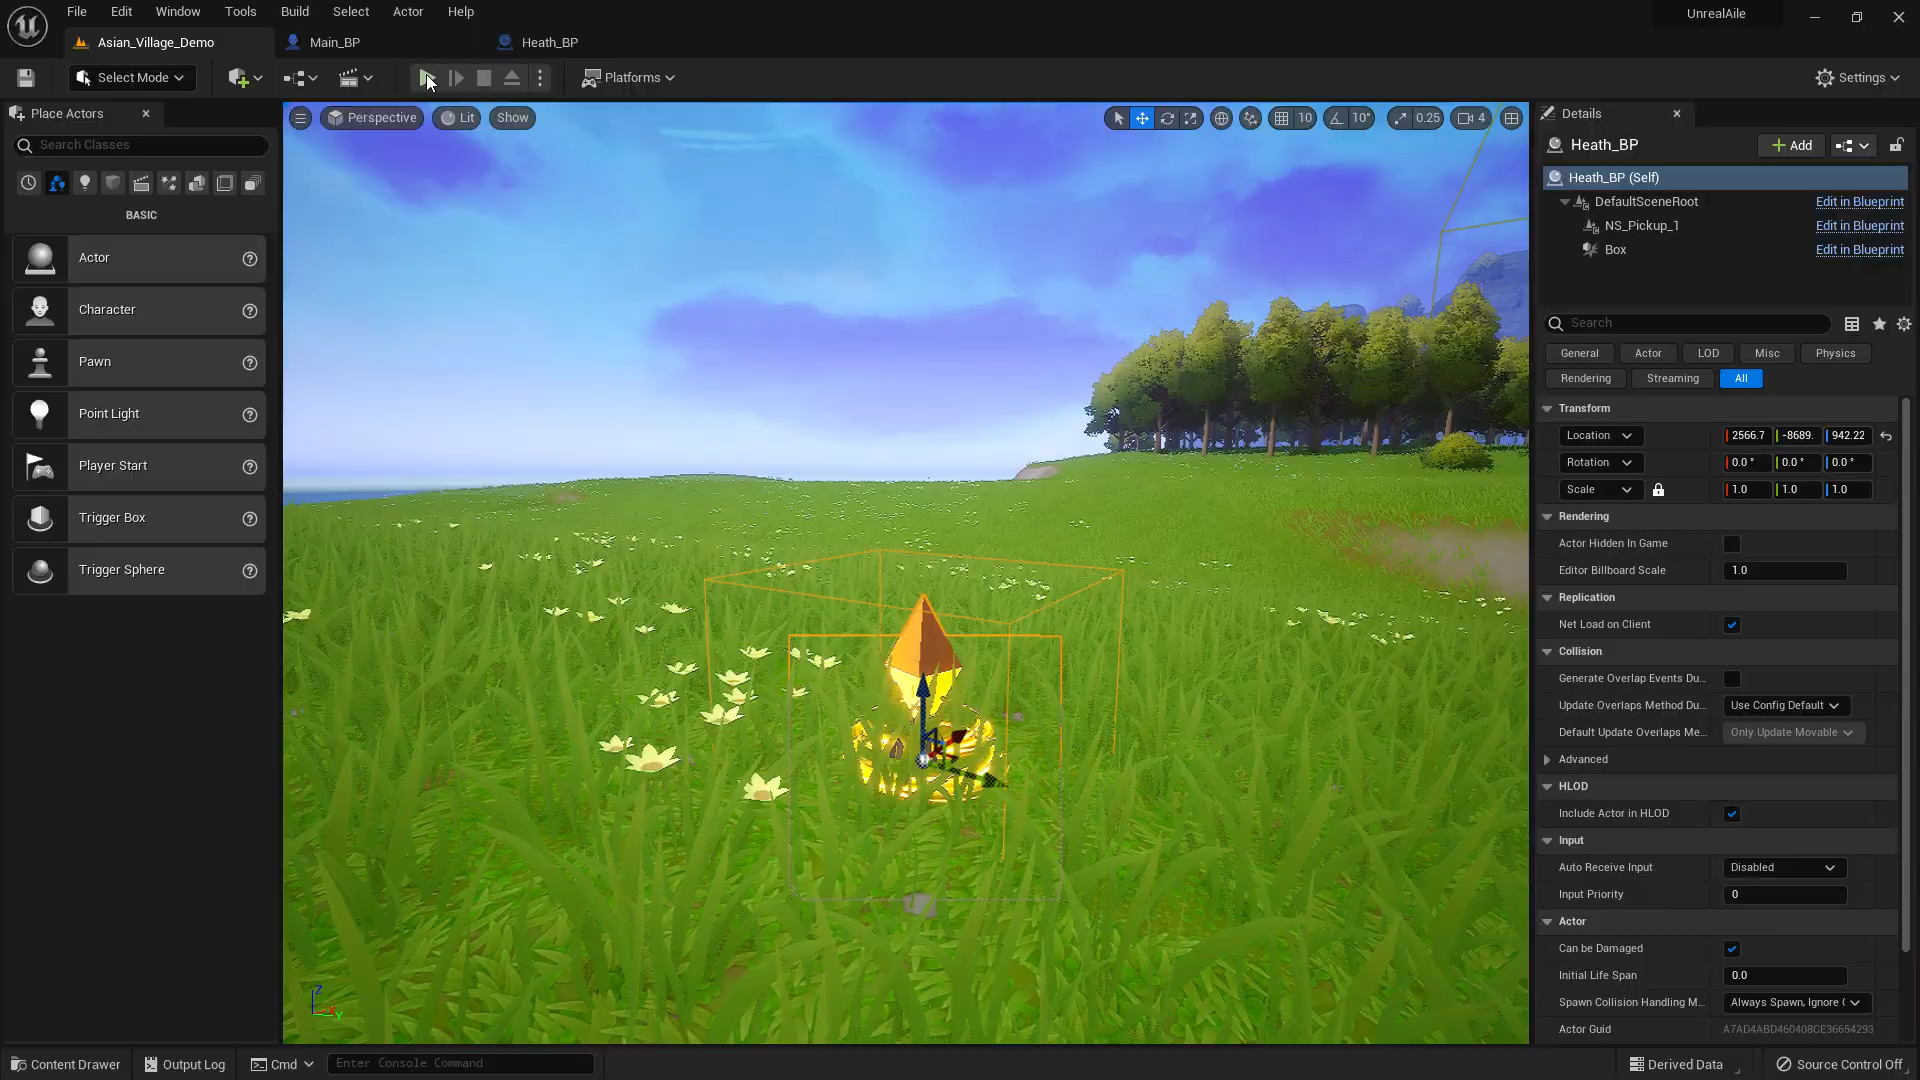 File Edit Window Tools Build Select Actor Help
UnrealAile
Asian_Village_Demo Main_BP Heath_BP
Select Mode Platforms Settings
Place Actors
Search Classes
BASIC
Actor
Character
Pawn
Point Light
Player Start
Trigger Box
Trigger Sphere
Perspective Lit Show 10 10° 0.25 4
Details
Heath_BP Add
Heath_BP (Self)
DefaultSceneRoot Edit in Blueprint
NS_Pickup_1 Edit in Blueprint
Box Edit in Blueprint
Search
General Actor LOD Misc Physics
Rendering Streaming All
Transform
Location 2566.7 -8689. 942.22
Rotation 0.0 ° 0.0 ° 0.0 °
Scale 1.0 1.0 1.0
Rendering
Actor Hidden In Game
Editor Billboard Scale 1.0
Replication
Net Load on Client
Collision
Generate Overlap Events Du...
Update Overlaps Method Du... Use Config Default
Default Update Overlaps Me... Only Update Movable
Advanced
HLOD
Include Actor in HLOD
Input
Auto Receive Input Disabled
Input Priority 0
Actor
Can be Damaged
Initial Life Span 0.0
Spawn Collision Handling M... Always Spawn, Ignore (
Actor Guid A7AD4ABD460408CE36654293
Z
Y
Content Drawer Output Log Cmd Enter Console Command Derived Data Source Control Off